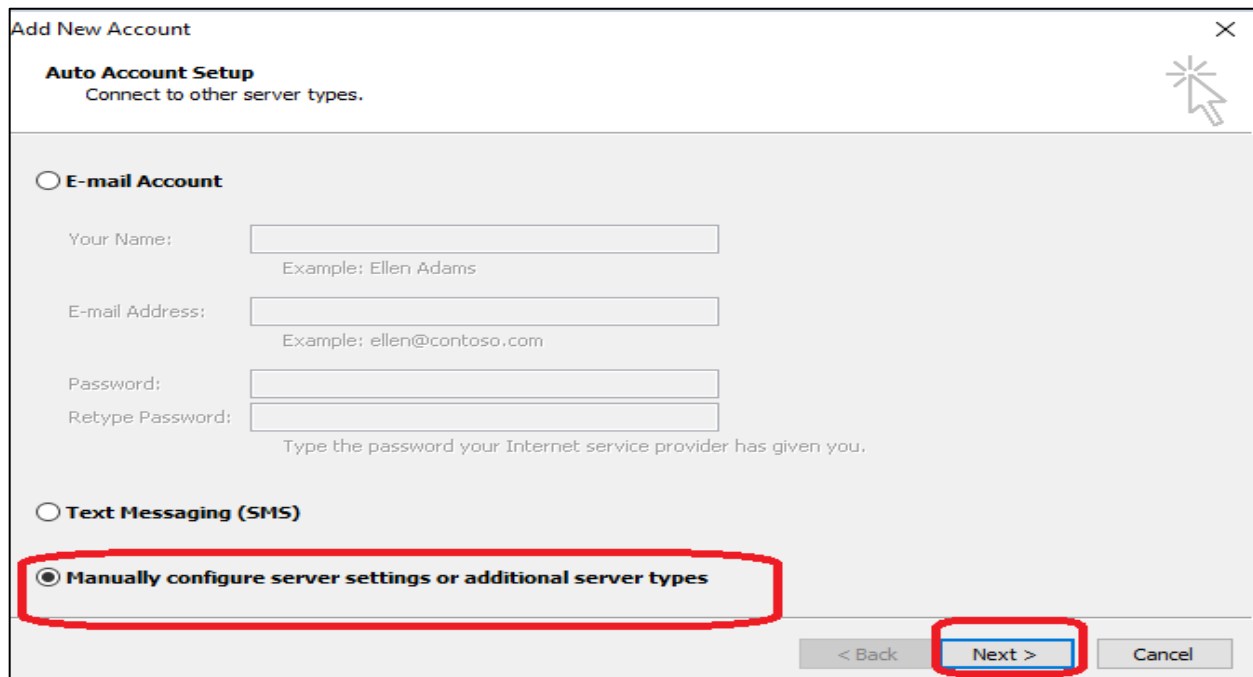 Add New Account
Auto Account Setup
Connect to other server types.
E-mail Account
Your Name:
Example: Ellen Adams
E-mail Address:
Example: ellen@contoso.com
Password:
Retype Password:
Type the password your Internet service provider has given you.
Text Messaging (SMS)
Manually configure server settings or additional server types
< Back Next > Cancel